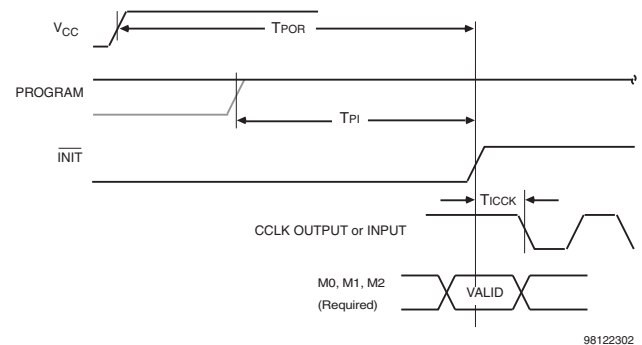 VCC
TPOR
PROGRAM
TPI
INIT
TICCK
CCLK OUTPUT or INPUT
M0, M1, M2
(Required)
VALID
98122302